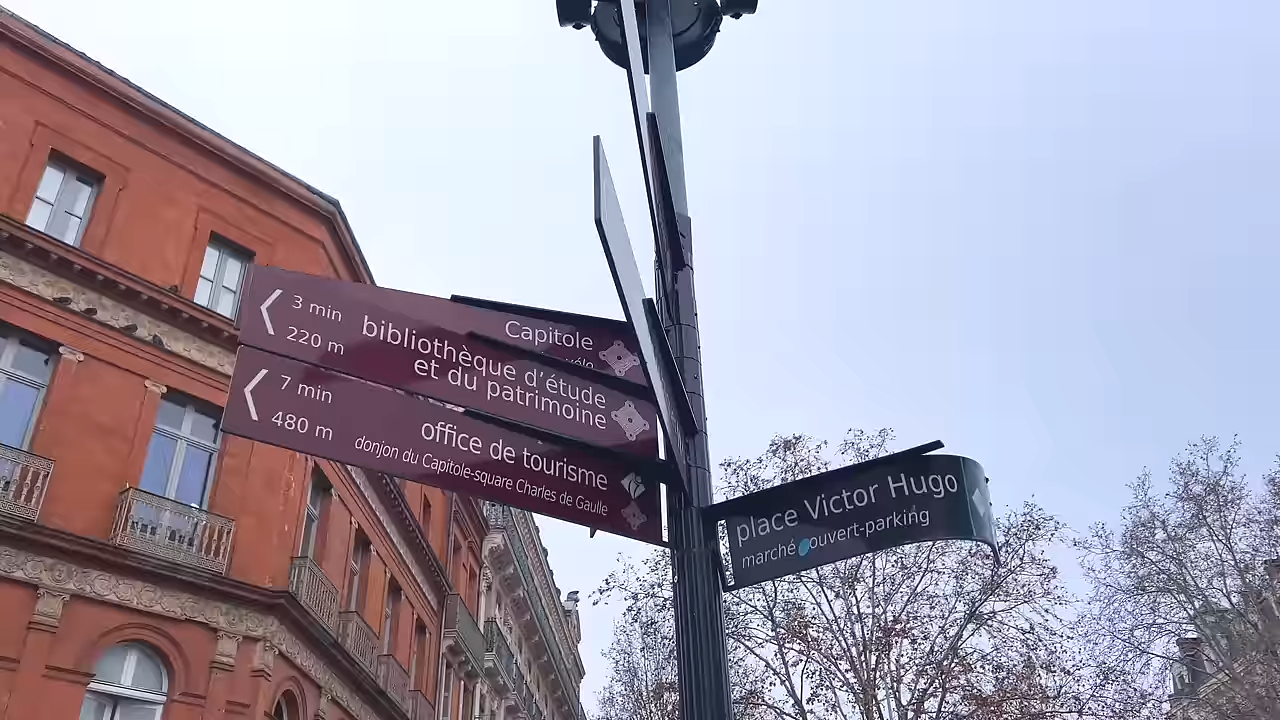 Capitole
3 min
220 m
bibliothèque d'étude
et du patrimoine
7 min
480 m
office de tourisme
donjon du Capitole-square Charles de Gaulle
place Victor Hugo
marché ouvert-parking